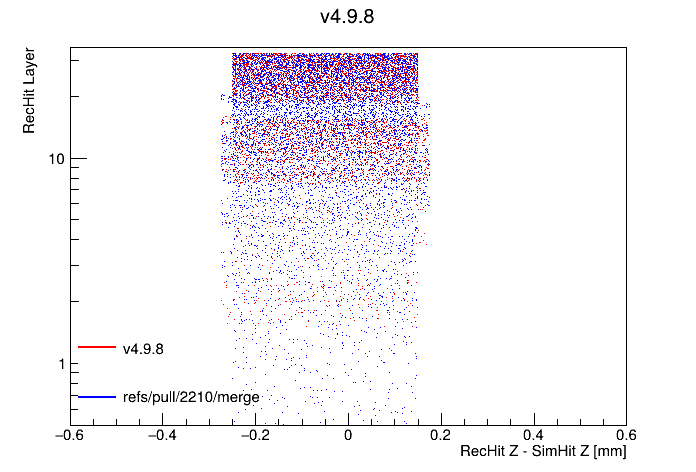 v4.9.8
RecHit Layer
10
1
v4.9.8
refs/pull/2210/merge
−0.6 −0.4 −0.2 0 0.2 0.4 0.6
RecHit Z - SimHit Z [mm]